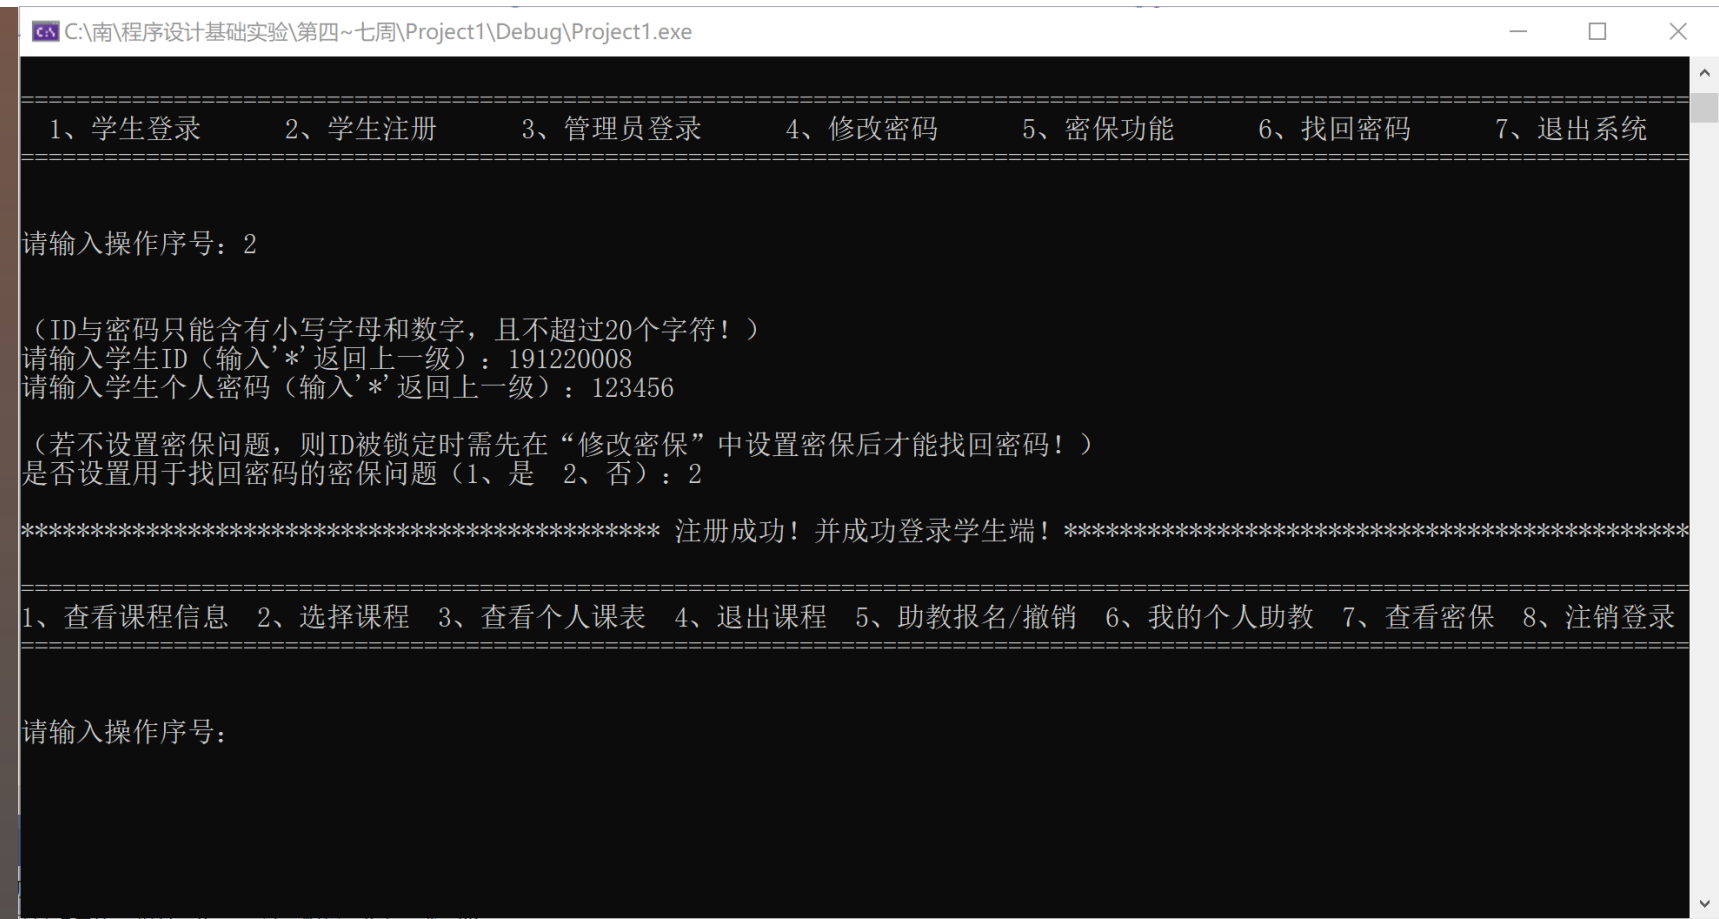 C:\南\程序设计基础实验\第四~七周\Project1\Debug\Project1.exe
================================================================================================================________
1、学生登录      2、学生注册      3、管理员登录      4、修改密码      5、密保功能      6、找回密码      7、退出系统
========================================================================================================================
请输入操作序号：2
（ID与密码只能含有小写字母和数字，且不超过20个字符！）
请输入学生ID（输入'*'返回上一级）：191220008
请输入学生个人密码（输入'*'返回上一级）：123456
（若不设置密保问题，则ID被锁定时需先在“修改密保”中设置密保后才能找回密码！）
是否设置用于找回密码的密保问题（1、是  2、否）：2
********************************************** 注册成功！并成功登录学生端！*********************************************
========================================================================================================================
1、查看课程信息  2、选择课程  3、查看个人课表  4、退出课程  5、助教报名/撤销  6、我的个人助教  7、查看密保  8、注销登录
========================================================================================================================
请输入操作序号：